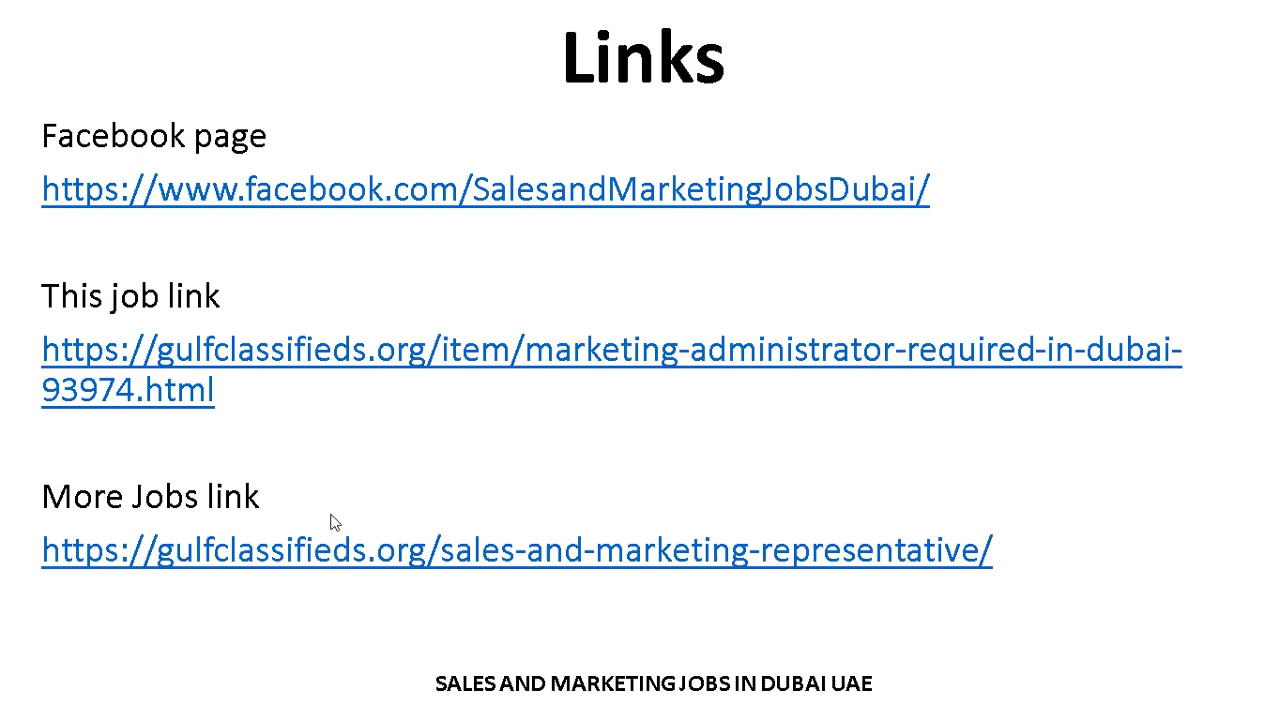 Links
Facebook page
https://www.facebook.com/SalesandMarketingJobsDubai/
This job link
https://gulfclassifieds.org/item/marketing-administrator-required-in-dubai-
93974.html
More Jobs link
https://gulfclassifieds.org/sales-and-marketing-representative/
SALES AND MARKETING JOBS IN DUBAI UAE